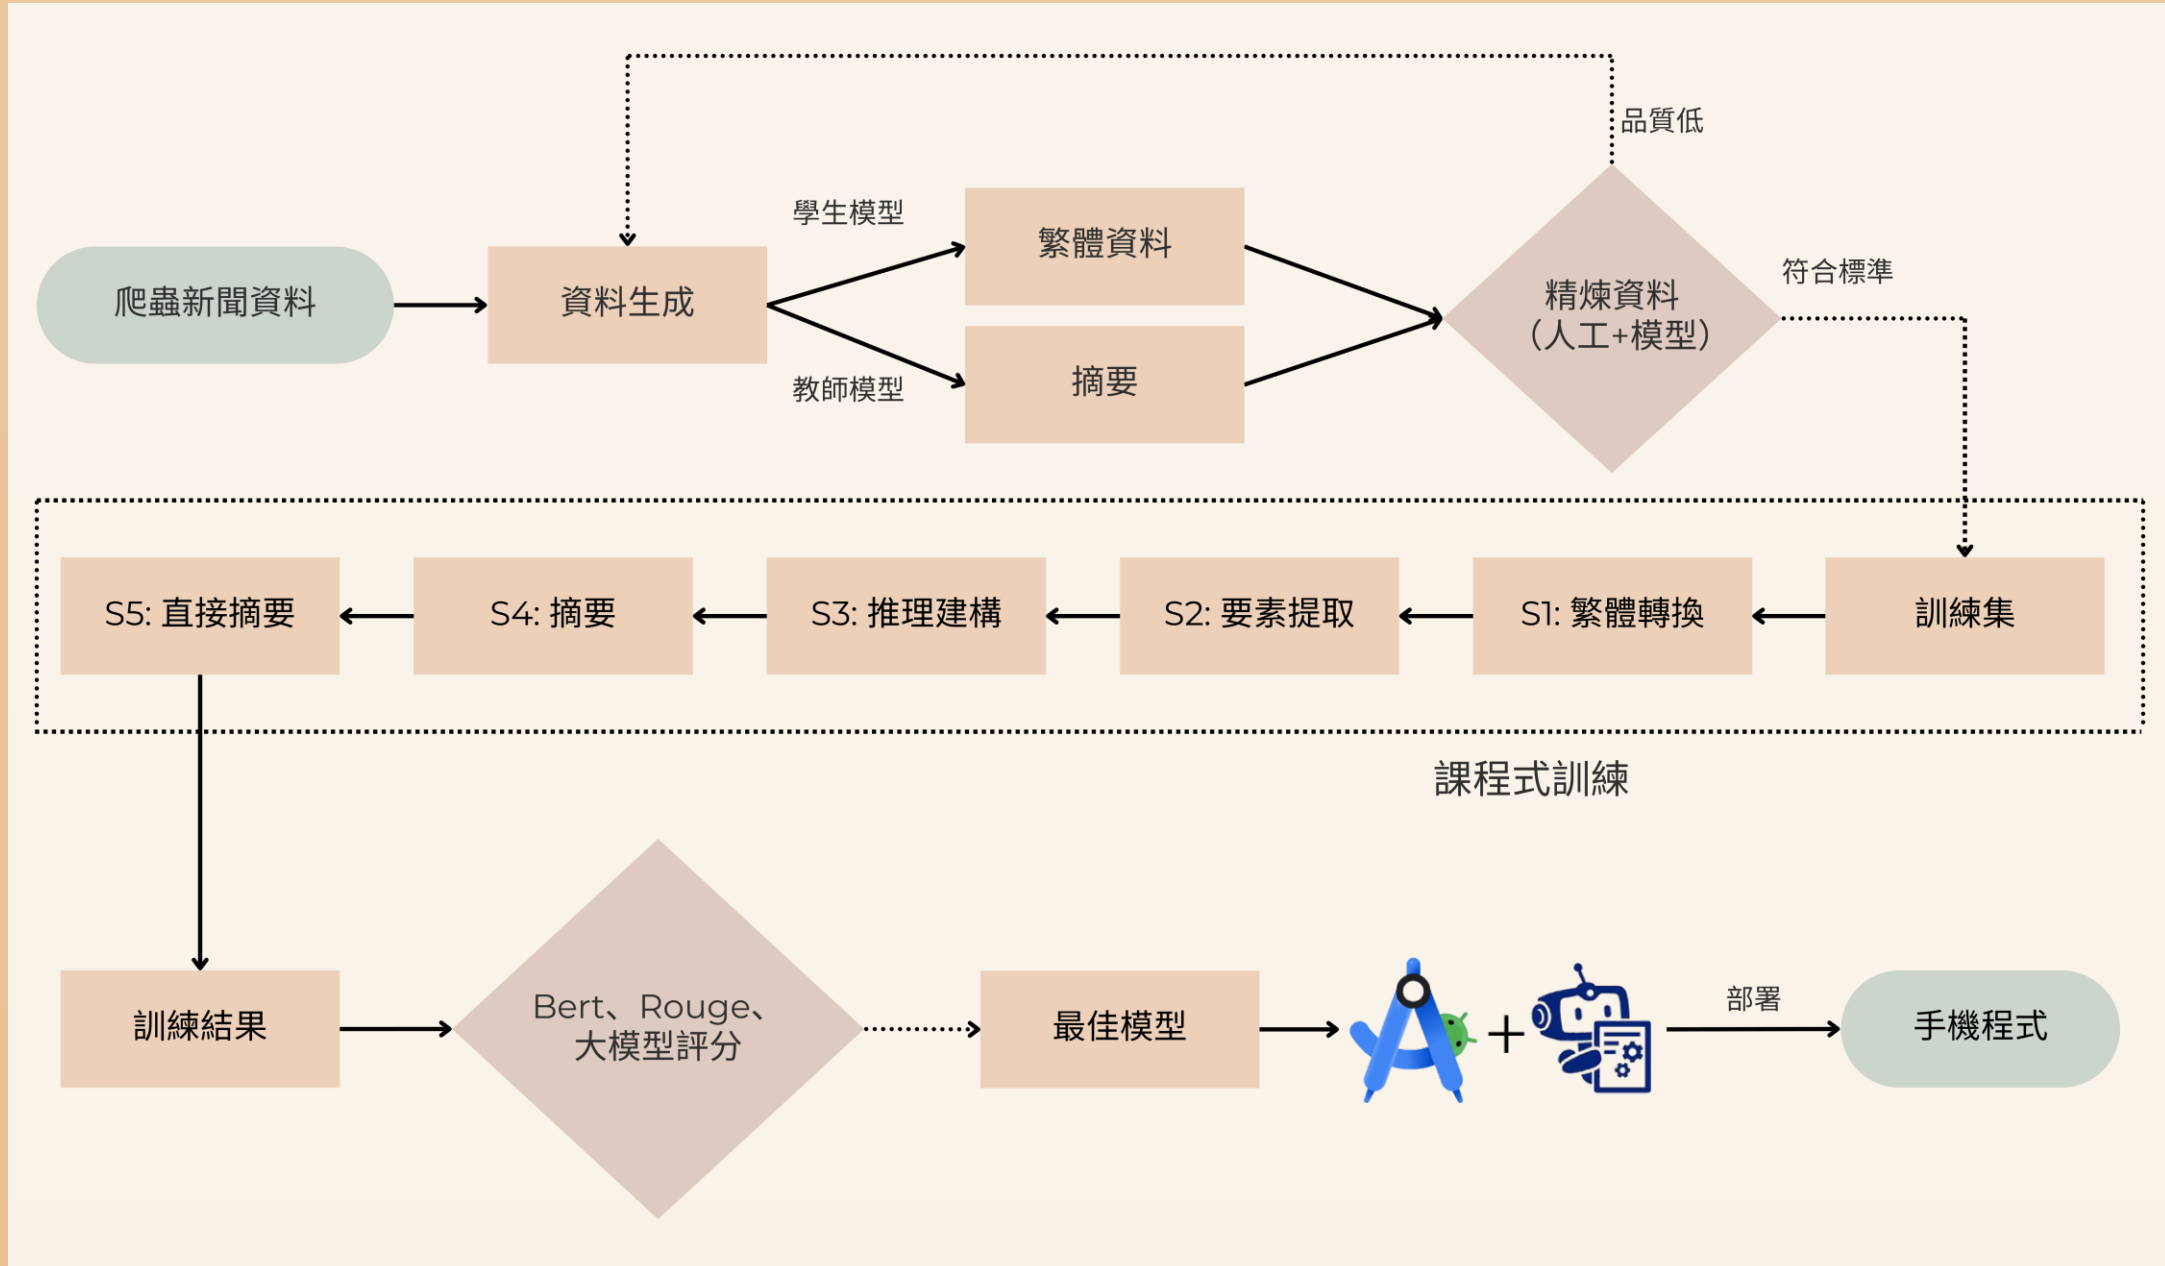 品質低
學生模型
爬蟲新聞資料
資料生成
繁體資料
教師模型
摘要
精煉資料
(人工+模型)
符合標準
訓練集
S1: 繁體轉換
S2: 要素提取
S3: 推理建構
S4: 摘要
S5: 直接摘要
課程式訓練
訓練結果
Bert、Rouge、
大模型評分
最佳模型
+
部署
手機程式